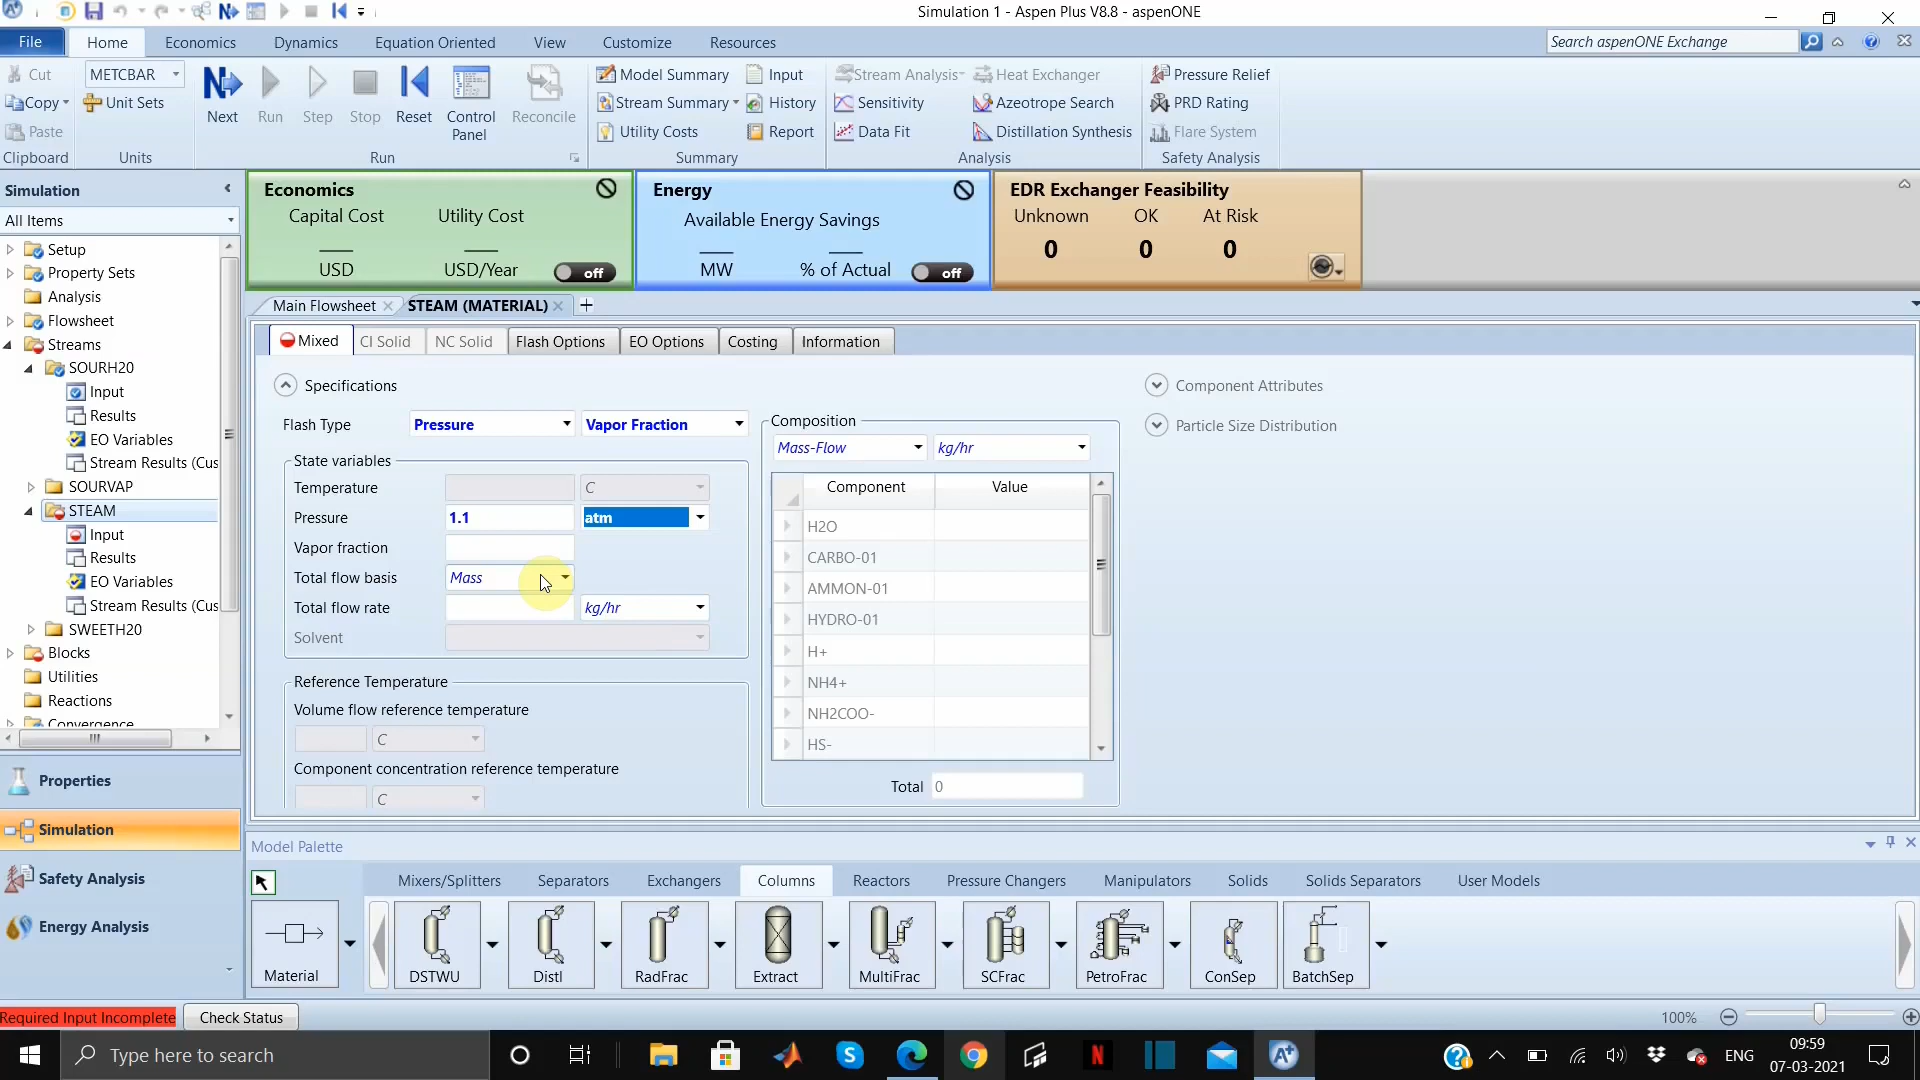 Simulation 1 - Aspen Plus V8.8 - aspenONE
File
Home
Economics
Dynamics
Equation Oriented
View
Customize
Resources
Search aspenONE Exchange
Cut
Copy
Paste
Clipboard
METCBAR
Unit Sets
Units
Next
Run
Step
Stop
Reset
Control
Panel
Reconcile
Run
Model Summary
Input
Stream Summary
History
Utility Costs
Report
Summary
Stream Analysis
Heat Exchanger
Sensitivity
Azeotrope Search
Data Fit
Distillation Synthesis
Analysis
Pressure Relief
PRD Rating
Flare System
Safety Analysis
Simulation
All Items
Setup
Property Sets
Analysis
Flowsheet
Streams
SOURH20
Input
Results
EO Variables
Stream Results (Cus
SOURVAP
STEAM
Input
Results
EO Variables
Stream Results (Cus
SWEETH20
Blocks
Utilities
Reactions
Convergence
Properties
Simulation
Safety Analysis
Energy Analysis
Economics
Capital Cost
Utility Cost
USD
USD/Year
off
Energy
Available Energy Savings
MW
% of Actual
off
EDR Exchanger Feasibility
Unknown
OK
At Risk
0
0
0
Main Flowsheet
STEAM (MATERIAL)
Mixed
CI Solid
NC Solid
Flash Options
EO Options
Costing
Information
Specifications
Flash Type
Pressure
Vapor Fraction
State variables
Temperature
C
Pressure
1.1
atm
Vapor fraction
Total flow basis
Mass
Total flow rate
kg/hr
Solvent
Reference Temperature
Volume flow reference temperature
C
Component concentration reference temperature
C
Composition
Mass-Flow
kg/hr
Component
Value
H2O
CARBO-01
AMMON-01
HYDRO-01
H+
NH4+
NH2COO-
HS-
Total
0
Component Attributes
Particle Size Distribution
Model Palette
Mixers/Splitters
Separators
Exchangers
Columns
Reactors
Pressure Changers
Manipulators
Solids
Solids Separators
User Models
Material
DSTWU
Distl
RadFrac
Extract
MultiFrac
SCFrac
PetroFrac
ConSep
BatchSep
Required Input Incomplete
Check Status
100%
Type here to search
ENG
09:59
07-03-2021